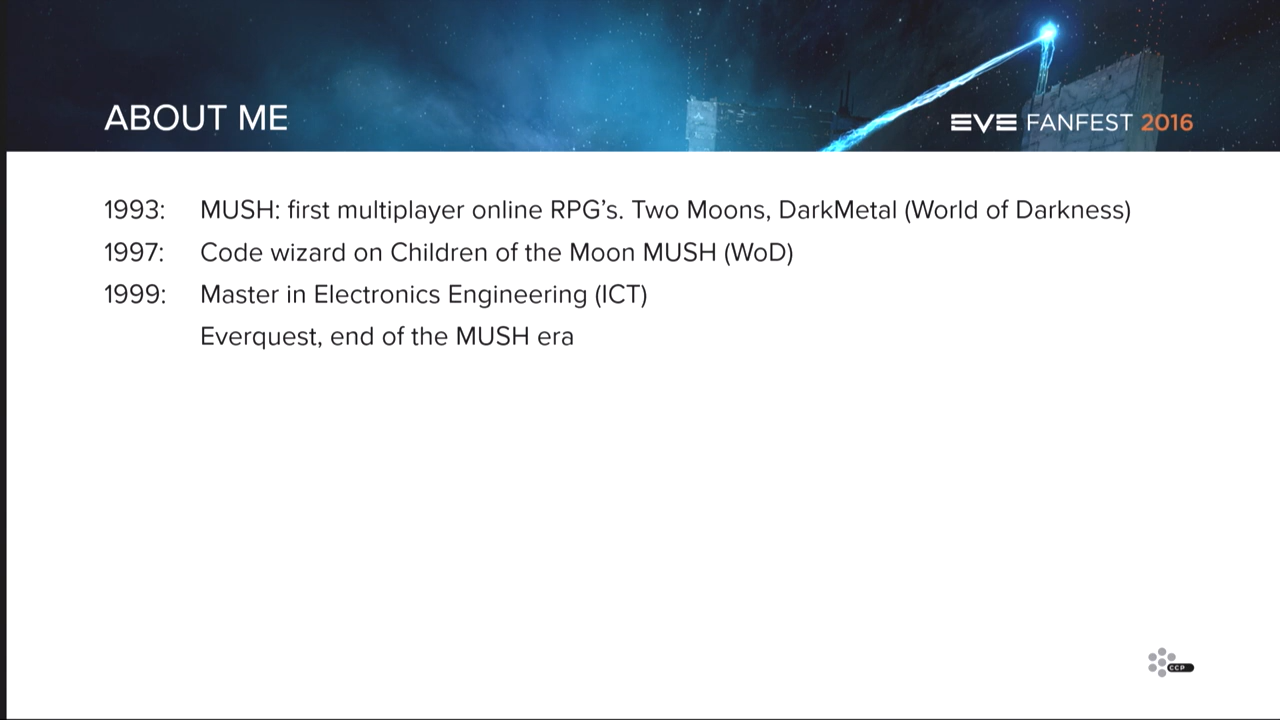 ABOUT ME
EVE FANFEST 2016
1993: MUSH: first multiplayer online RPG’s. Two Moons, DarkMetal (World of Darkness)
1997: Code wizard on Children of the Moon MUSH (WoD)
1999: Master in Electronics Engineering (ICT)
Everquest, end of the MUSH era
CCP